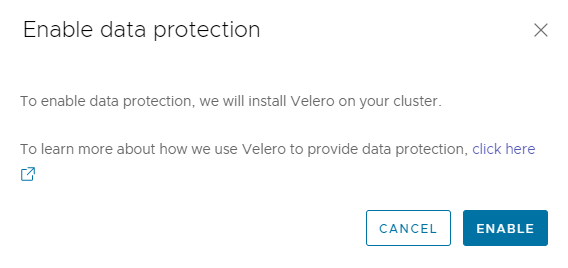 Enable data protection
To enable data protection, we will install Velero on your cluster.
To learn more about how we use Velero to provide data protection, click here
CANCEL
ENABLE